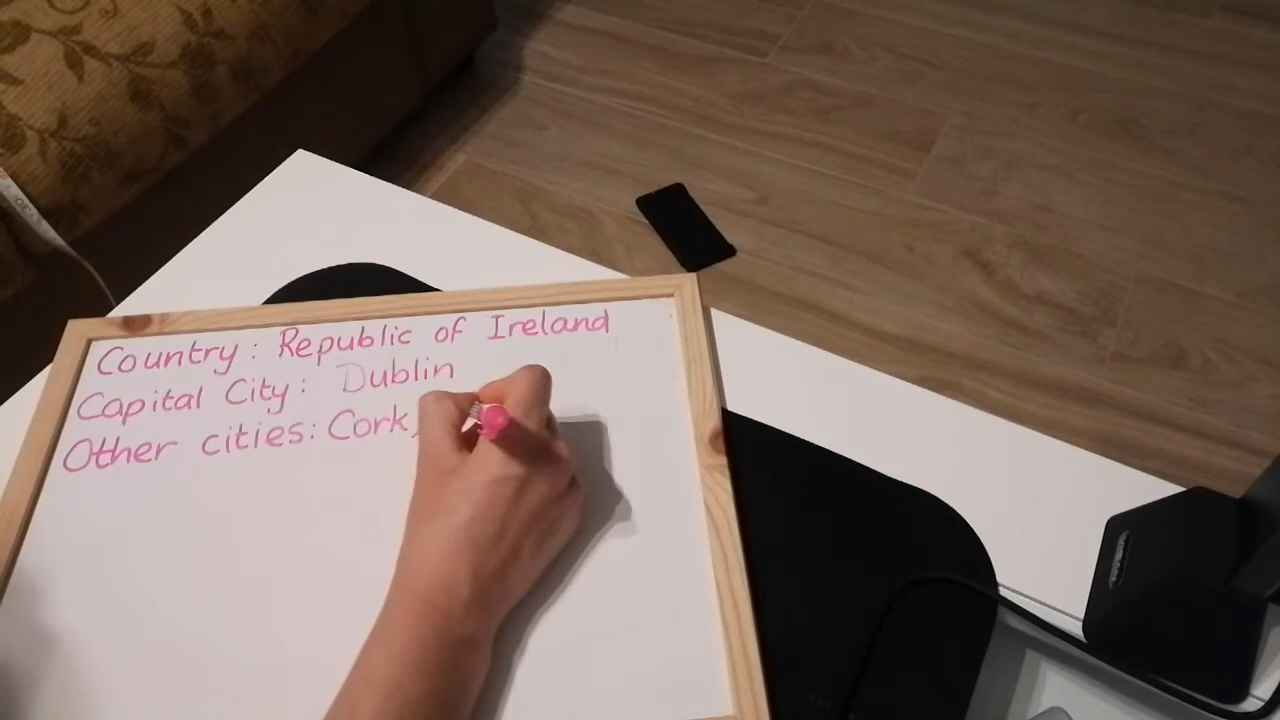 Country: Republic of Ireland
Capital City: Dublin
Other cities: Cork,